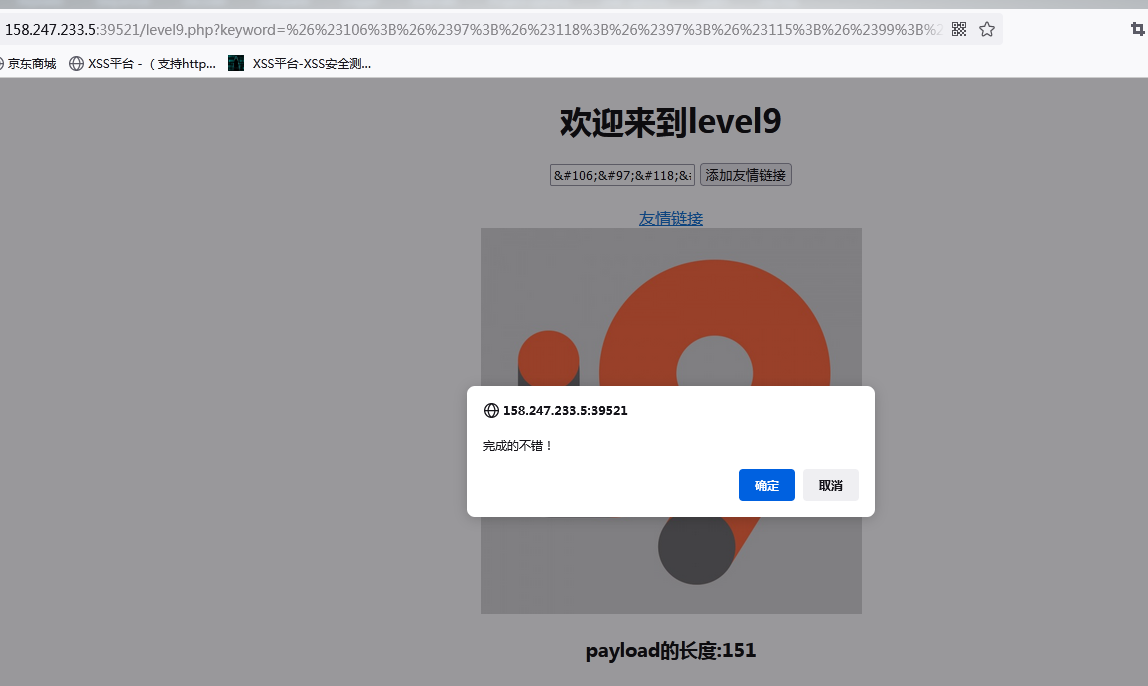 158.247.233.5:39521/level9.php?keyword=%26%23106%3B%26%2397%3B%26%23118%3B%26%2397%3B%26%23115%3B%26%2399%3B%2
京东商城 XSS平台 -（支持http... XSS平台-XSS安全测...
欢迎来到level9
&#106;&#97;&#118;& 添加友情链接
友情链接
158.247.233.5:39521
完成的不错！
确定 取消
payload的长度:151